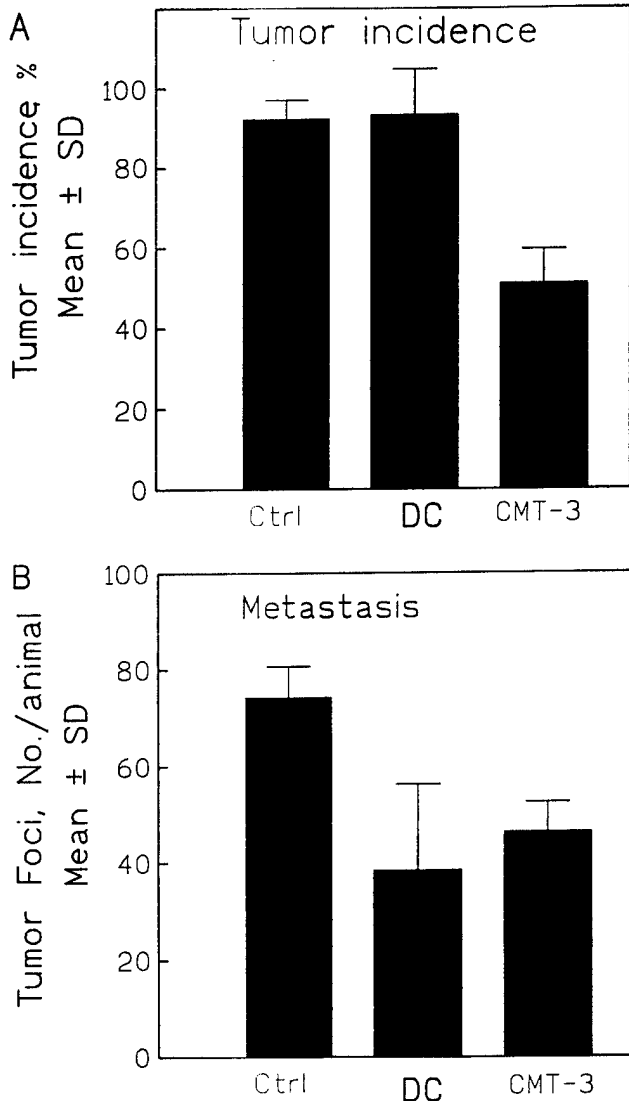 A
Tumor incidence
Tumor incidence, %
Mean ± SD
100
80
60
40
20
0
Ctrl
DC
CMT-3
B
Metastasis
Tumor Foci, No./animal
Mean ± SD
100
80
60
40
20
0
Ctrl
DC
CMT-3